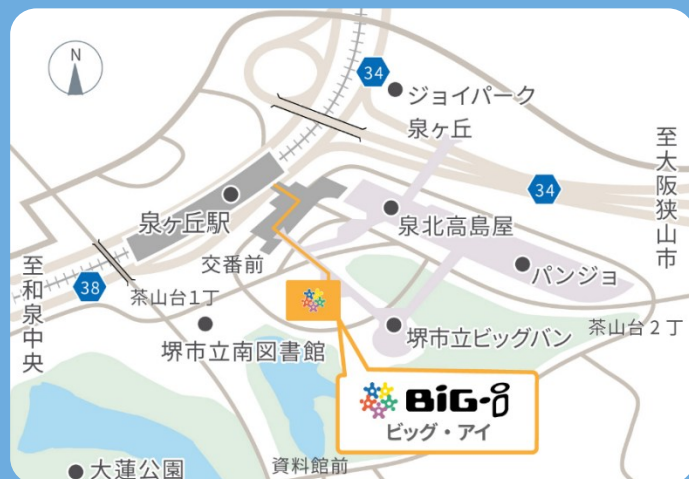 N
34
ジョイパーク
泉ヶ丘
至大阪狭山市
34
泉ヶ丘駅
泉北高島屋
交番前
パンジョ
至和泉中央
38
茶山台1丁
堺市立南図書館
堺市立ビッグバン
茶山台2丁
BiG-i
ビッグ・アイ
大蓮公園
資料館前